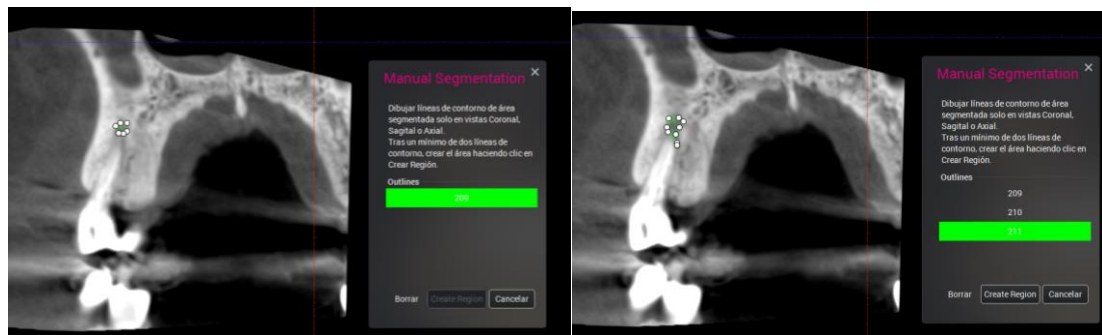 Manual Segmentation
Dibujar líneas de contorno de área
segmentada solo en vistas Coronal,
Sagital o Axial.
Tras un mínimo de dos líneas de
contorno, crear el área haciendo clic en
Crear Región.
Outlines
209
Borrar
Create Region
Cancelar
Manual Segmentation
Dibujar líneas de contorno de área
segmentada solo en vistas Coronal,
Sagital o Axial.
Tras un mínimo de dos líneas de
contorno, crear el área haciendo clic en
Crear Región.
Outlines
209
210
211
Borrar
Create Region
Cancelar